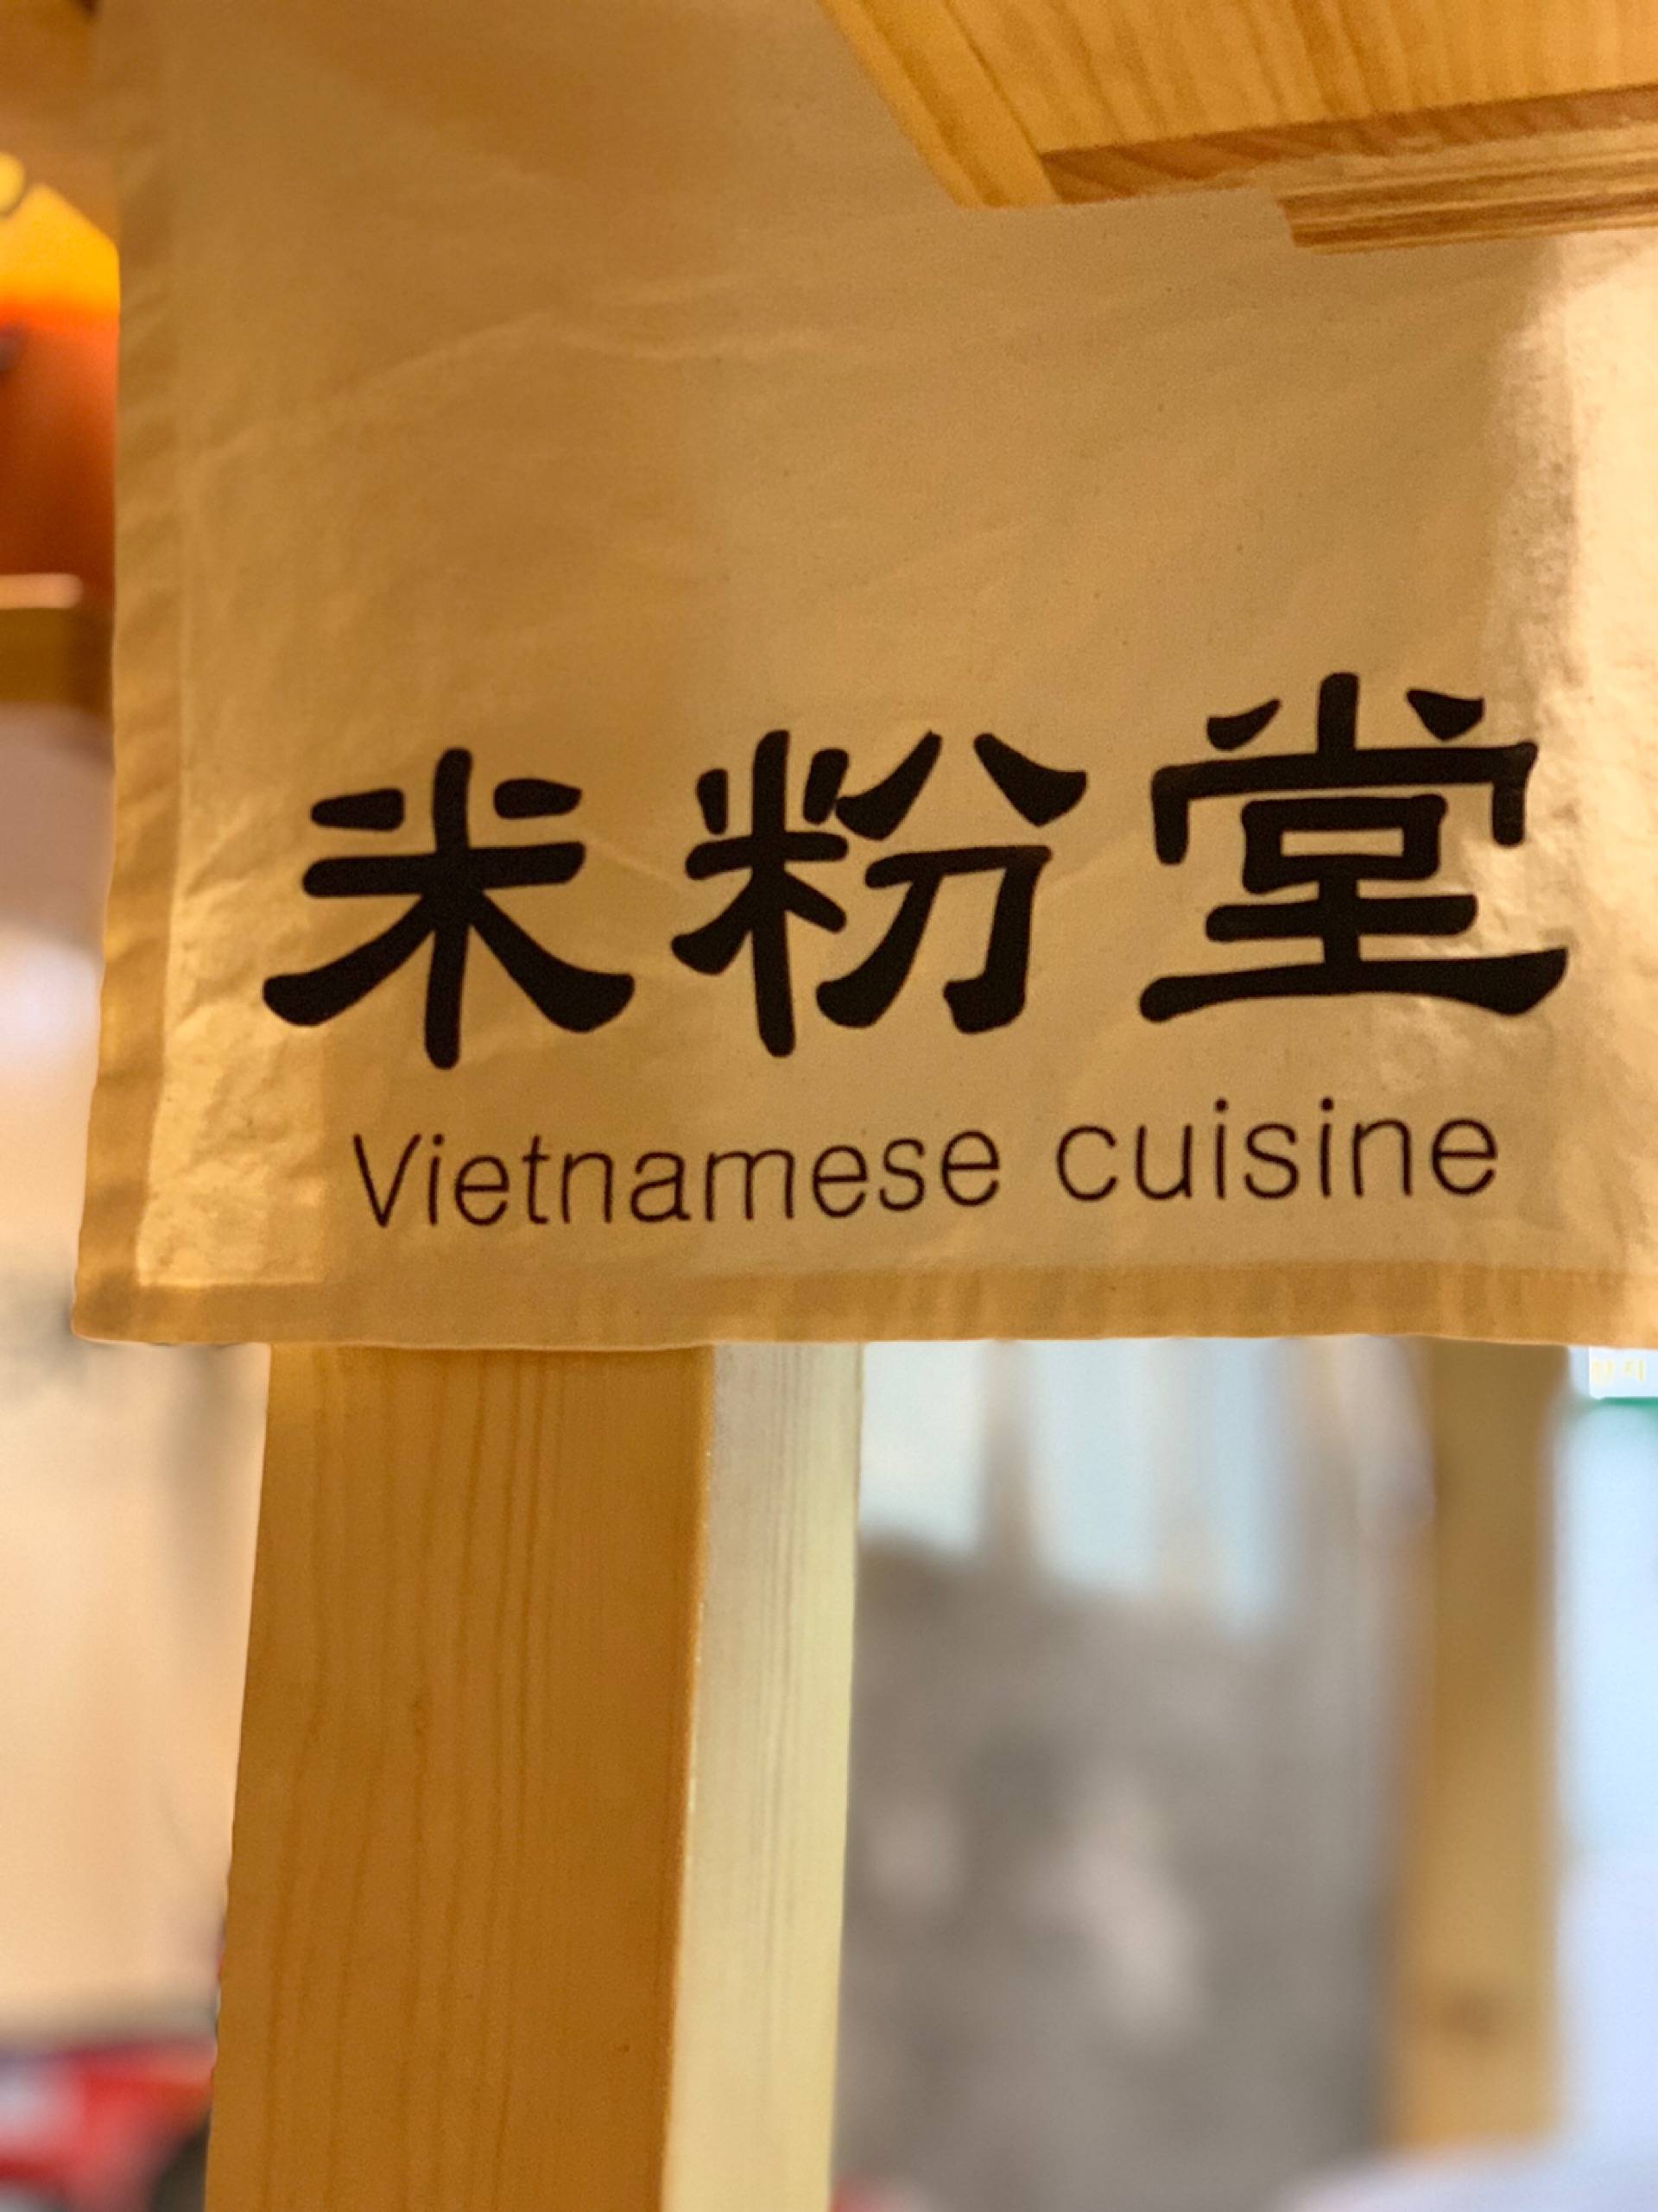 米粉堂
Vietnamese cuisine